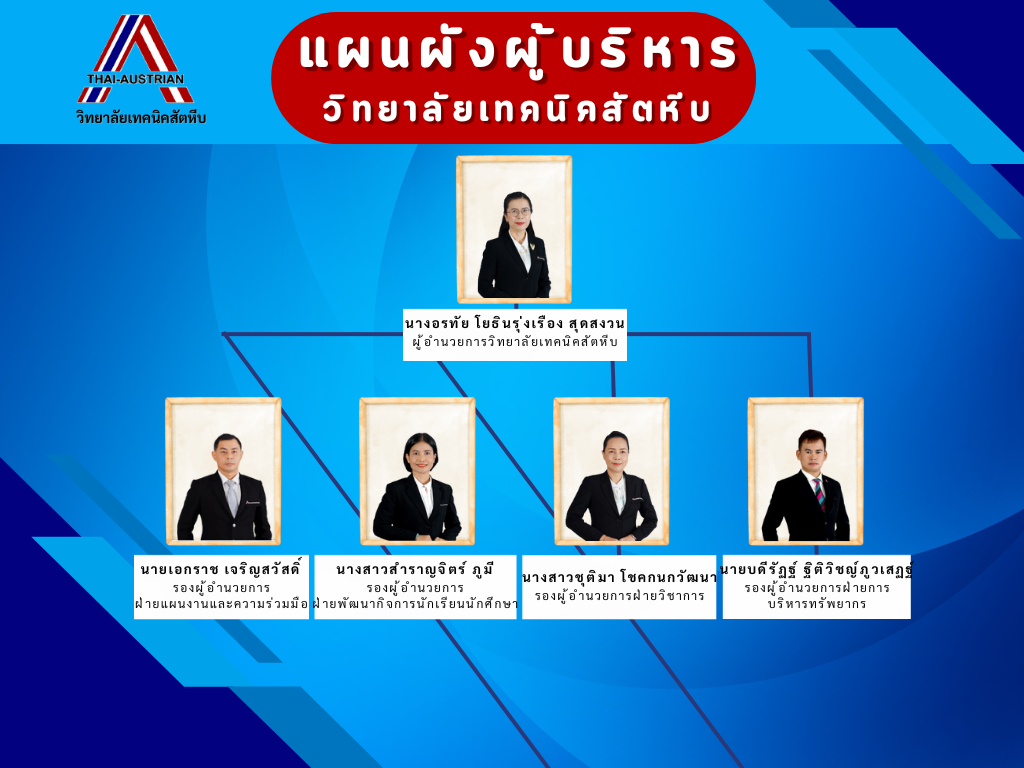 THAI-AUSTRIAN
วิทยาลัยเทคนิคสัตหีบ
แผนผังผู้บริหาร
วิทยาลัยเทคนิคสัตหีบ
นางอรทัย โยธินรุ่งเรือง สุดสงวน
ผู้อำนวยการวิทยาลัยเทคนิคสัตหีบ
นายเอกราช เจริญสวัสดิ์
รองผู้อำนวยการ
ฝ่ายแผนงานและความร่วมมือ
นางสาวสำราญจิตร์ ภูมี
รองผู้อำนวยการ
ฝ่ายพัฒนากิจการนักเรียนนักศึกษา
นางสาวชุติมา โชคกนกวัฒนา
รองผู้อำนวยการฝ่ายวิชาการ
นายบดีรัฏฐ์ ฐิติวิชญ์ภูวเสฏฐ์
รองผู้อำนวยการฝ่ายการ
บริหารทรัพยากร